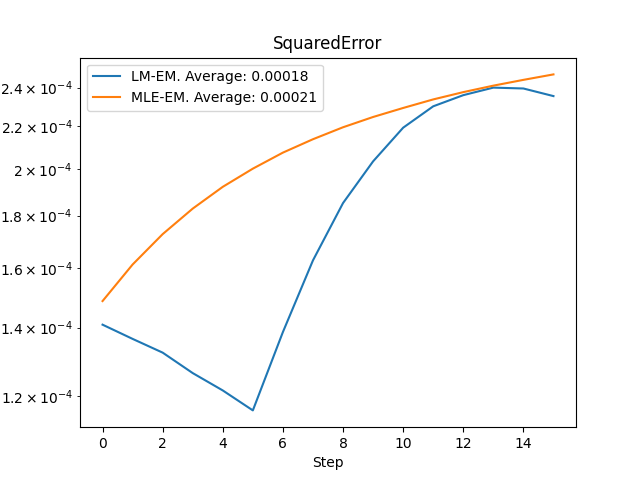 SquaredError
LM-EM. Average: 0.00018
MLE-EM. Average: 0.00021
2.4 × 10⁻⁴
2.2 × 10⁻⁴
2 × 10⁻⁴
1.8 × 10⁻⁴
1.6 × 10⁻⁴
1.4 × 10⁻⁴
1.2 × 10⁻⁴
0 2 4 6 8 10 12 14
Step